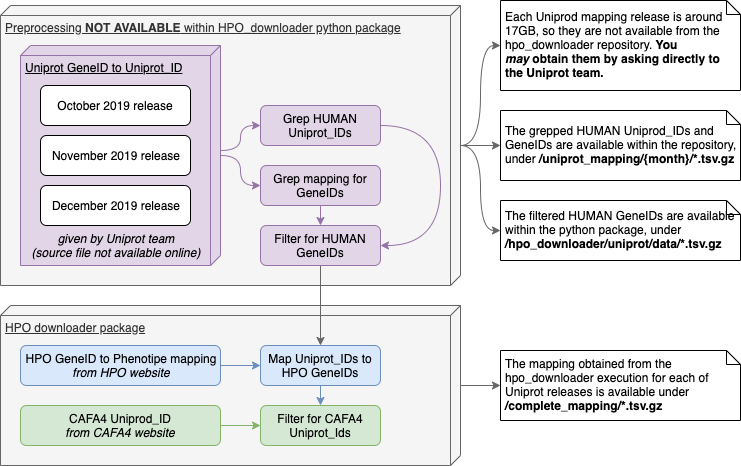 Preprocessing NOT AVAILABLE within HPO_downloader python package
Uniprot GeneID to Uniprot_ID
October 2019 release
November 2019 release
December 2019 release
given by Uniprot team
(source file not available online)
Grep HUMAN
Uniprot_IDs
Grep mapping for
GeneIDs
Filter for HUMAN
GeneIDs
Each Uniprod mapping release is around
17GB, so they are not available from the
hpo_downloader repository. You
may obtain them by asking directly to
the Uniprot team.
The grepped HUMAN Uniprod_IDs and
GeneIDs are available within the repository,
under /uniprot_mapping/{month}/*.tsv.gz
The filtered HUMAN GeneIDs are available
within the python package, under
/hpo_downloader/uniprot/data/*.tsv.gz
HPO downloader package
HPO GeneID to Phenotipe mapping
from HPO website
Map Uniprot_IDs to
HPO GeneIDs
CAFA4 Uniprod_ID
from CAFA4 website
Filter for CAFA4
Uniprot_Ids
The mapping obtained from the
hpo_downloader execution for each of
Uniprot releases is available under
/complete_mapping/*.tsv.gz